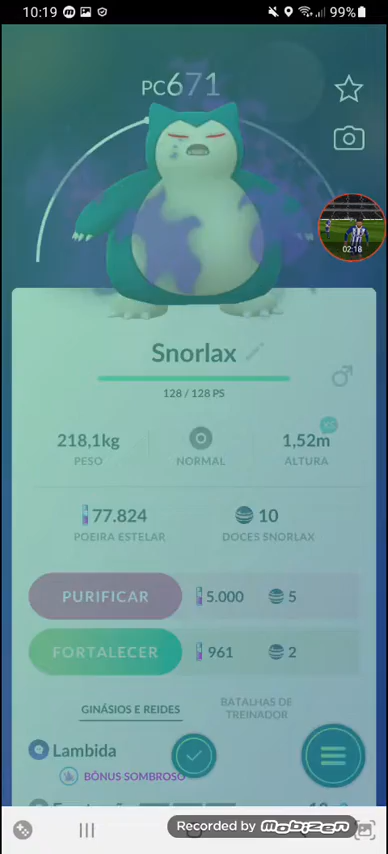 10:19
99%
PC671
02:18
Snorlax
128 / 128 PS
XS
218,1kg
NORMAL
1,52m
PESO
ALTURA
77.824
10
POEIRA ESTELAR
DOCES SNORLAX
PURIFICAR
5.000
5
FORTALECER
961
2
GINÁSIOS E REIDES
BATALHAS DE
TREINADOR
Lambida
BÔNUS SOMBROSO
Recorded by MOBIZEN